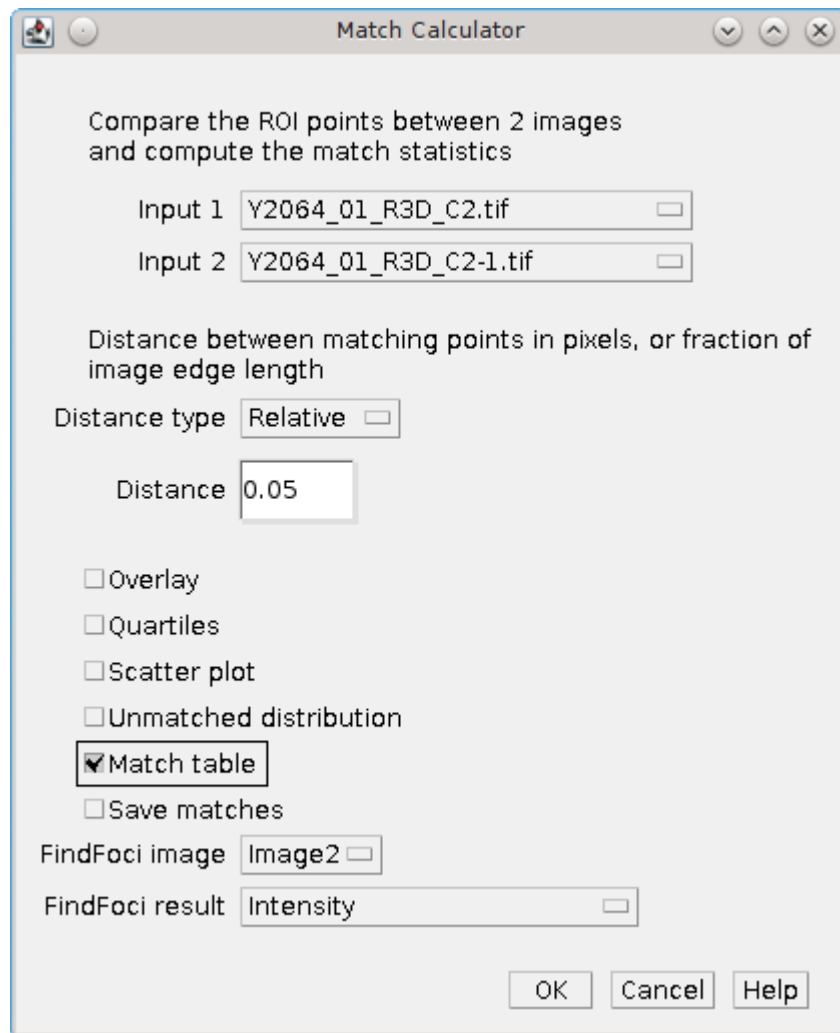 Match Calculator
Compare the ROI points between 2 images
and compute the match statistics
Input 1 Y2064_01_R3D_C2.tif
Input 2 Y2064_01_R3D_C2-1.tif
Distance between matching points in pixels, or fraction of
image edge length
Distance type Relative
Distance 0.05
Overlay
Quartiles
Scatter plot
Unmatched distribution
Match table
Save matches
FindFoci image Image2
FindFoci result Intensity
OK Cancel Help